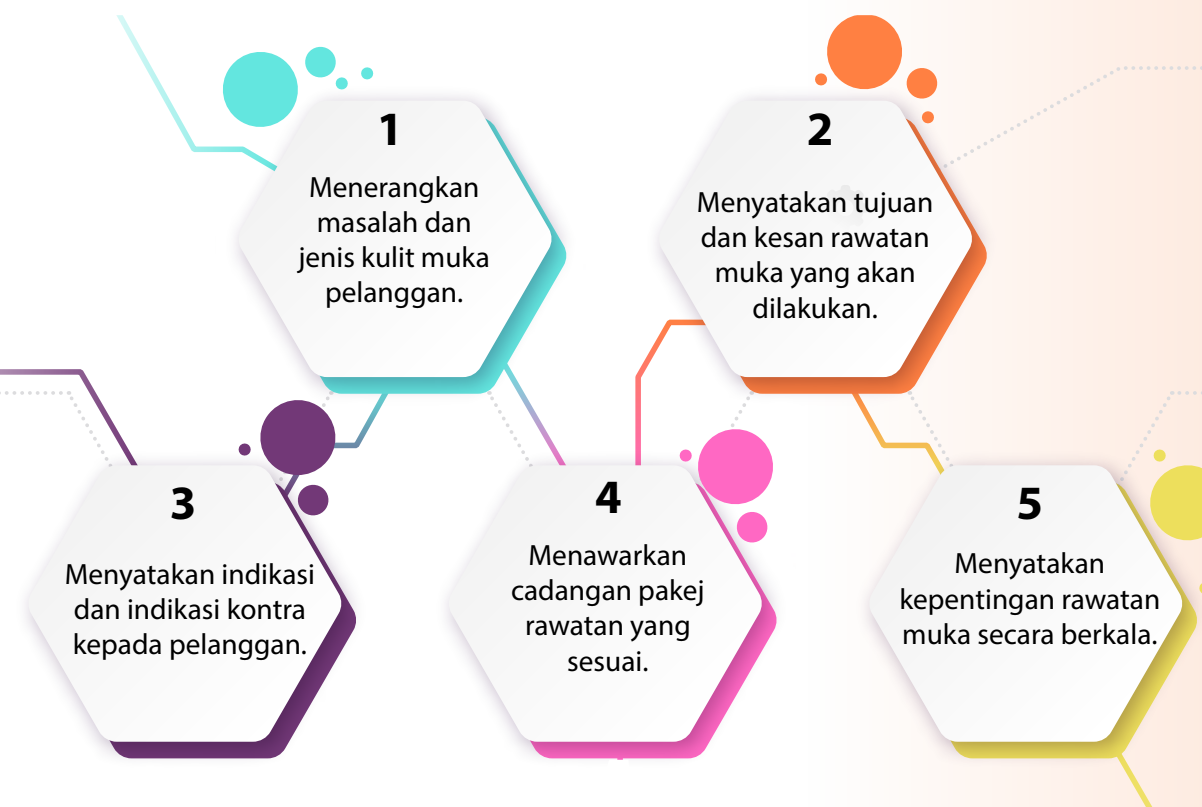 1
Menerangkan
masalah dan
jenis kulit muka
pelanggan.
2
Menyatakan tujuan
dan kesan rawatan
muka yang akan
dilakukan.
3
Menyatakan indikasi
dan indikasi kontra
kepada pelanggan.
4
Menawarkan
cadangan pakej
rawatan yang
sesuai.
5
Menyatakan
kepentingan rawatan
muka secara berkala.